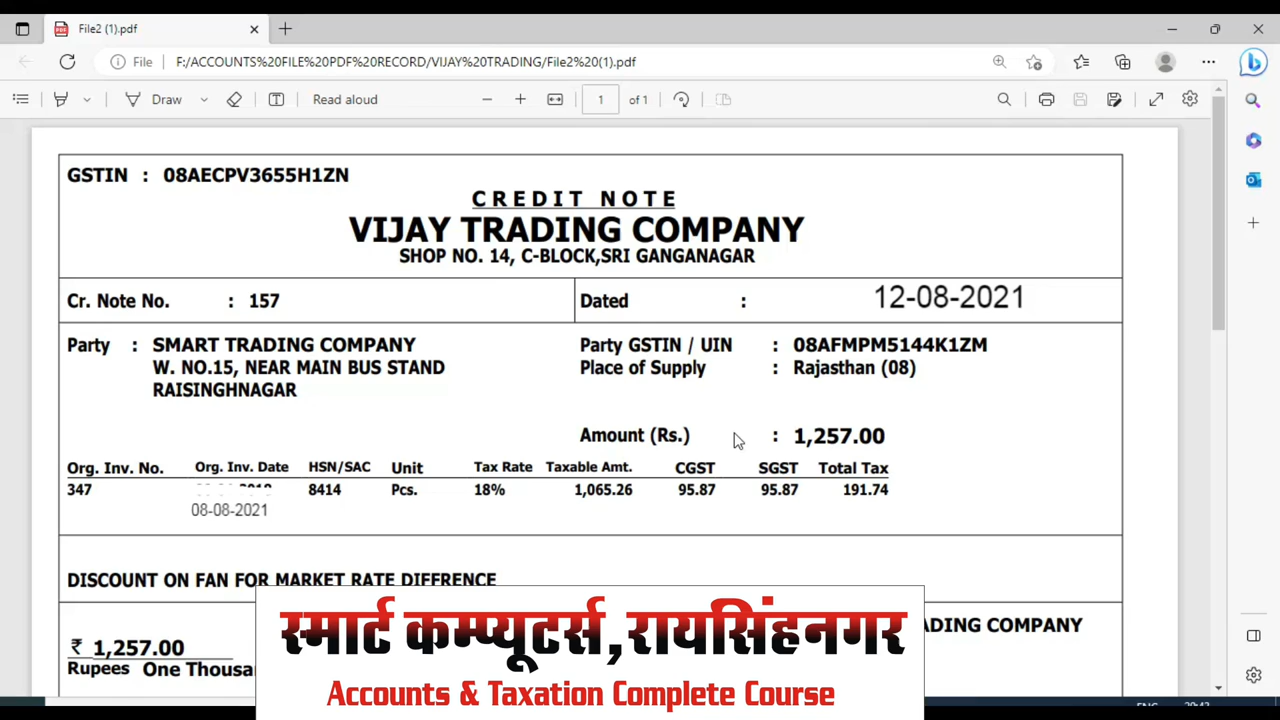 File2 (1).pdf
File F:/ACCOUNTS%20FILE%20PDF%20RECORD/VIJAY%20TRADING/File2%20(1).pdf
Draw Read aloud 1 of 1
GSTIN : 08AECPV3655H1ZN
CREDIT NOTE
VIJAY TRADING COMPANY
SHOP NO. 14, C-BLOCK,SRI GANGANAGAR
Cr. Note No. : 157 Dated : 12-08-2021
Party : SMART TRADING COMPANY Party GSTIN / UIN : 08AFMPM5144K1ZM
W. NO.15, NEAR MAIN BUS STAND Place of Supply : Rajasthan (08)
RAISINGHNAGAR
Amount (Rs.) : 1,257.00
Org. Inv. No. Org. Inv. Date HSN/SAC Unit Tax Rate Taxable Amt. CGST SGST Total Tax
347 8414 Pcs. 18% 1,065.26 95.87 95.87 191.74
08-08-2021
DISCOUNT ON FAN FOR MARKET RATE DIFFRENCE
DING COMPANY
₹ 1,257.00
Rupees One Thousa
स्मार्ट कम्प्यूटर्स,रायसिंहनगर
Accounts & Taxation Complete Course